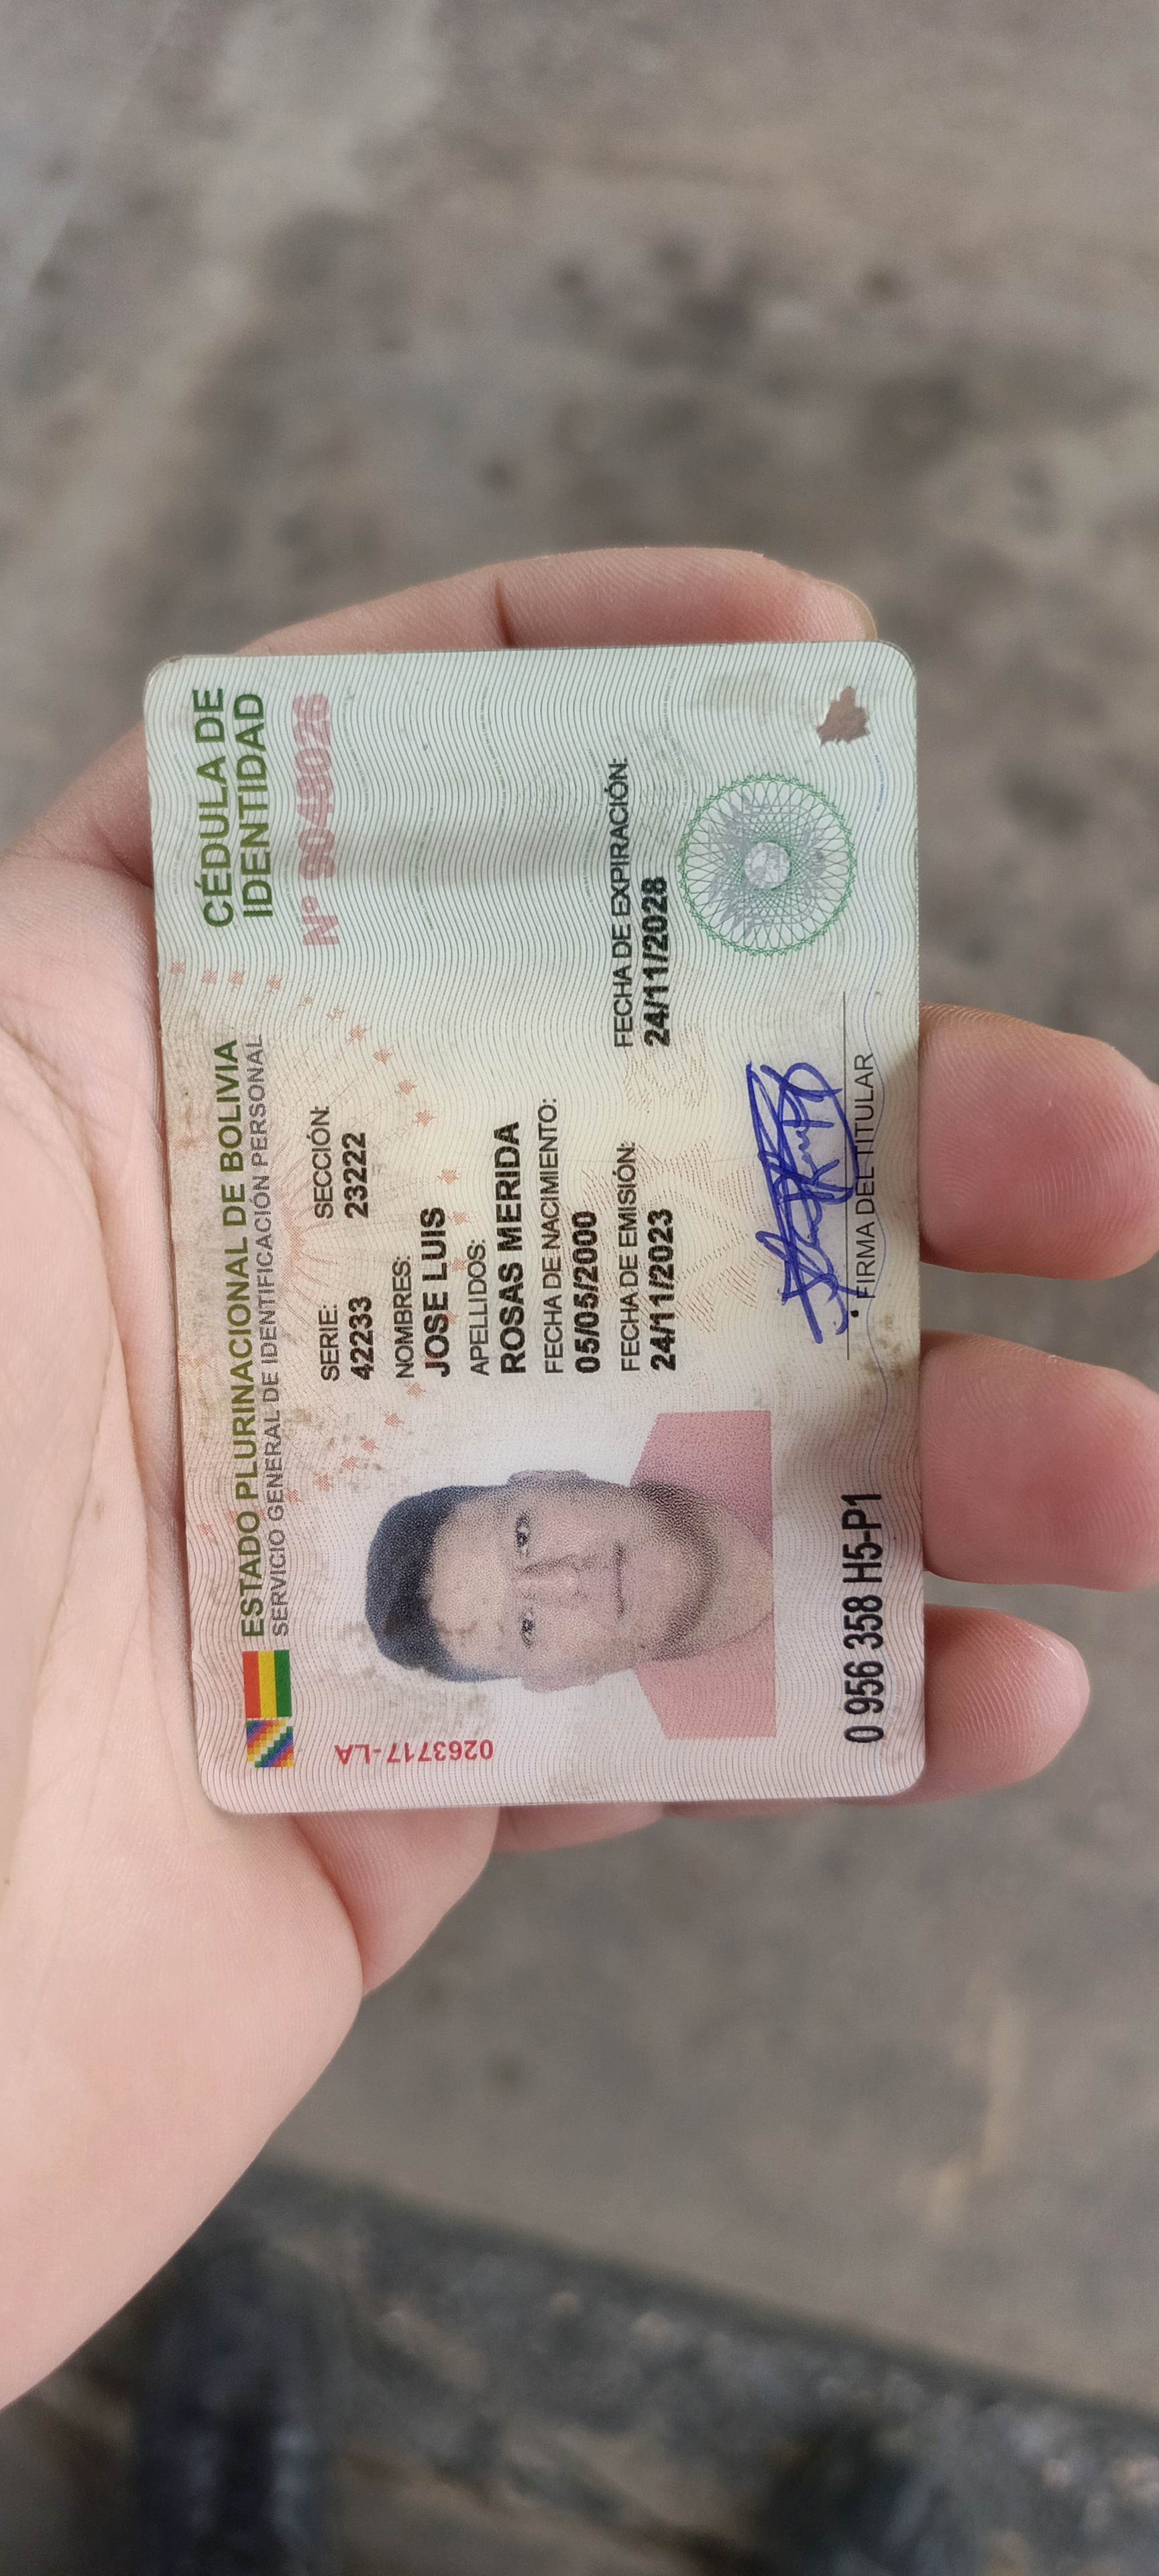 ESTADO PLURINACIONAL DE BOLIVIA
SERVICIO GENERAL DE IDENTIFICACIÓN PERSONAL
CÉDULA DE
IDENTIDAD
N°
SERIE: SECCIÓN:
42233 23222
NOMBRES:
JOSE LUIS
APELLIDOS:
ROSAS MERIDA
FECHA DE NACIMIENTO:
05/05/2000
FECHA DE EMISIÓN: FECHA DE EXPIRACIÓN:
24/11/2023 24/11/2028
0263717-LA
FIRMA DEL TITULAR
0 956 358 H5-P1